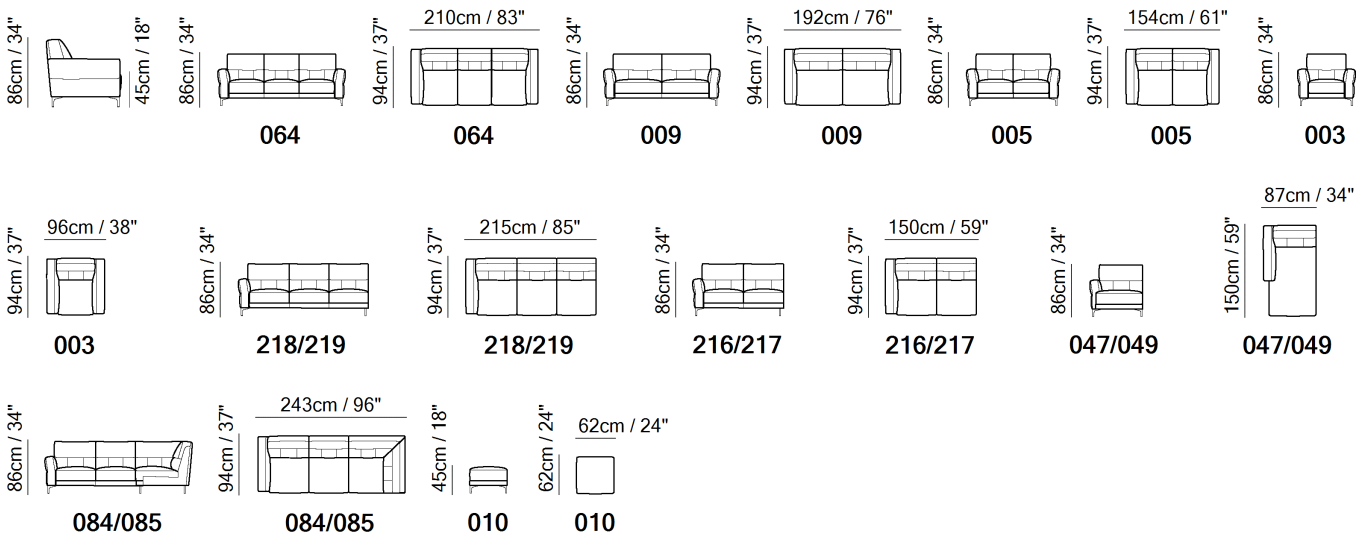 86cm / 34"
45cm / 18"
86cm / 34"
064
94cm / 37"
210cm / 83"
064
86cm / 34"
009
94cm / 37"
192cm / 76"
009
86cm / 34"
005
94cm / 37"
154cm / 61"
005
86cm / 34"
003
94cm / 37"
96cm / 38"
003
86cm / 34"
218/219
94cm / 37"
215cm / 85"
218/219
86cm / 34"
216/217
94cm / 37"
150cm / 59"
216/217
86cm / 34"
047/049
150cm / 59"
87cm / 34"
047/049
86cm / 34"
084/085
94cm / 37"
243cm / 96"
084/085
45cm / 18"
010
62cm / 24"
62cm / 24"
010